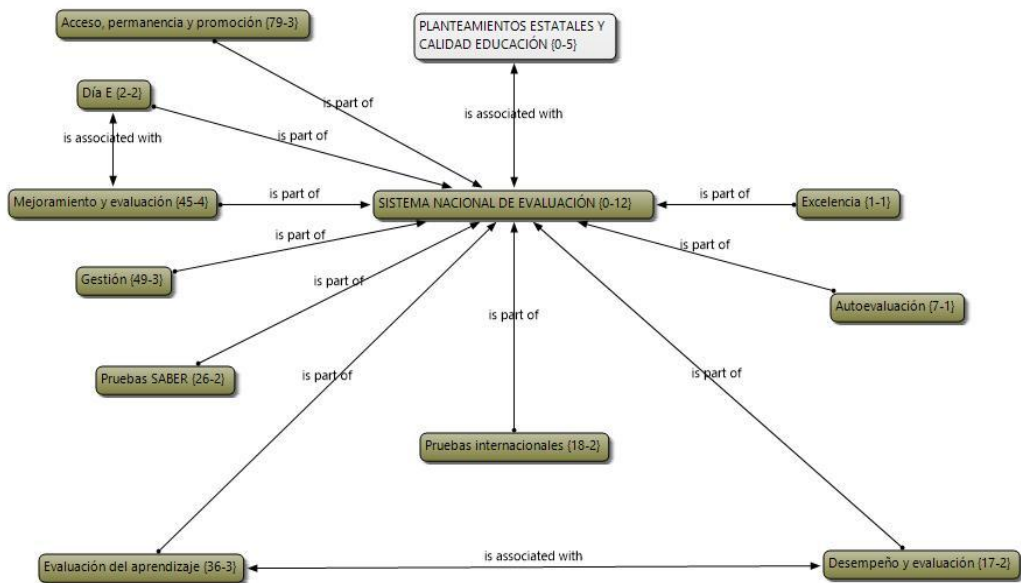 Acceso, permanencia y promoción {79-3}
PLANTEAMIENTOS ESTATALES Y
CALIDAD EDUCACIÓN {0-5}
is part of
Día E {2-2}
is associated with
is part of
is associated with
Mejoramiento y evaluación {45-4}
is part of
SISTEMA NACIONAL DE EVALUACIÓN {0-12}
is part of
Excelencia {1-1}
is part of
is part of
Gestión {49-3}
is part of
Autoevaluación {7-1}
is part of
Pruebas SABER {26-2}
is part of
is part of
Pruebas internacionales {18-2}
is associated with
Evaluación del aprendizaje {36-3}
Desempeño y evaluación {17-2}